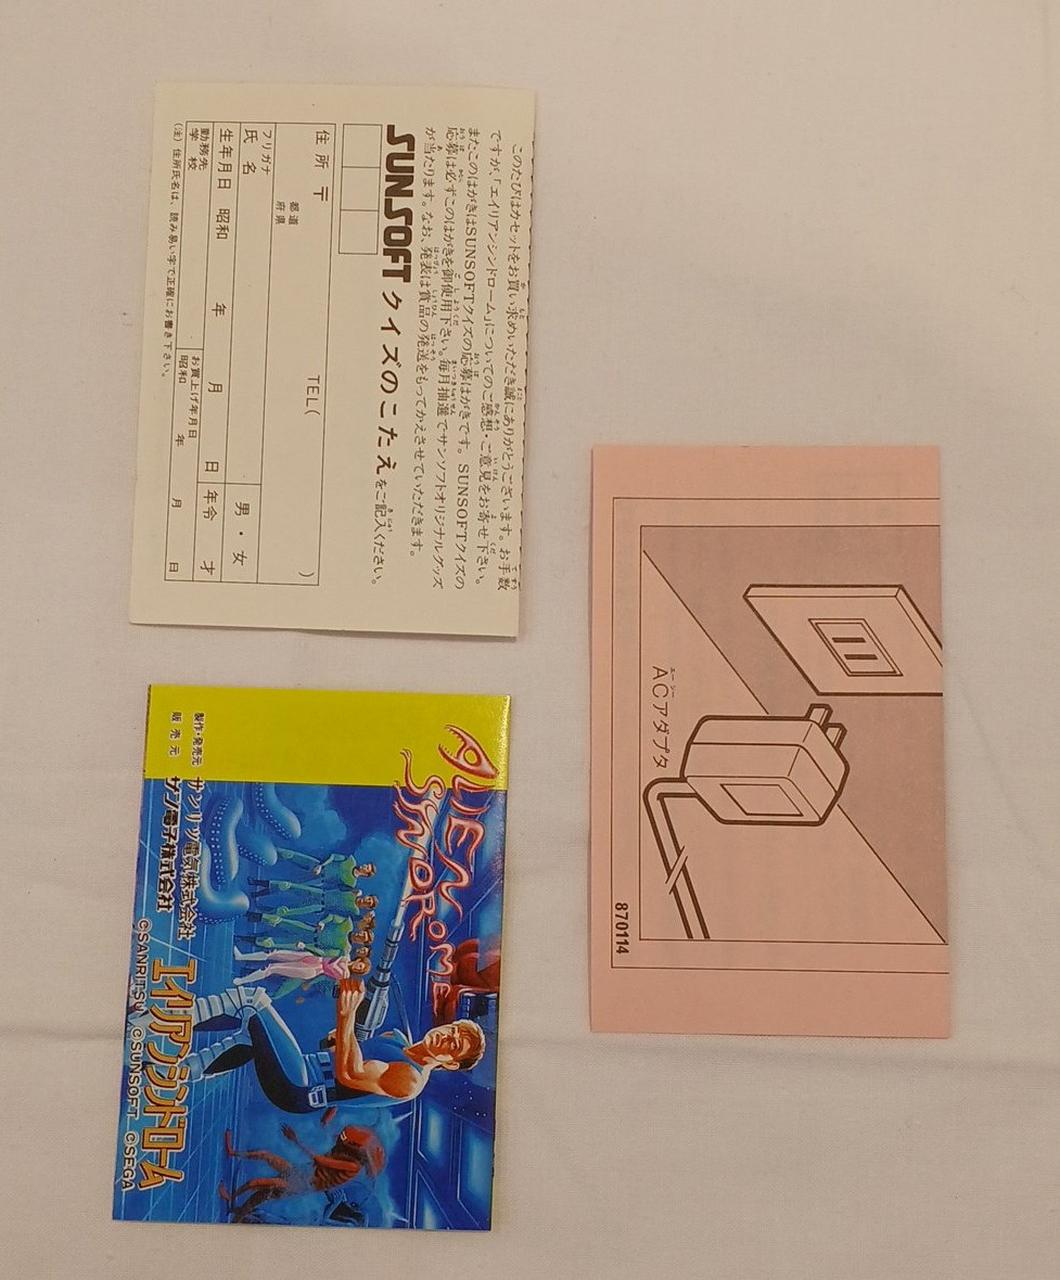 このたびはカセットをお買い求めいただき誠にありがとうございます。お手数
ですが、「エイリアンシンドローム」についてのご感想・ご意見をお寄せ下さい。
またこのはがきはSUNSOFTクイズの応募はがきです。SUNSOFTクイズの
応募は必ずこのはがきを御使用下さい。毎月抽選でサンソフトオリジナルグッズ
が当たります。なお、発表は賞品の発送をもってかえさせていただきます。
SUNSOFT クイズのこたえをご記入ください。
住所 〒 都道府県 TEL( )
フリガナ
氏名 男・女
生年月日 昭和 年 月 日 年令 才
勤務先 学校 お買上げ年月日 昭和 年 月 日
(注) 住所氏名は、読み易い字で正確にお書き下さい。
ALIEN SYNDROME
製作・発売元 サンリツ電気株式会社
販売元 サン電子株式会社
エイリアンシンドローム
©SANRITSU ©SUNSOFT ©SEGA
エーシー
ACアダプタ
870114